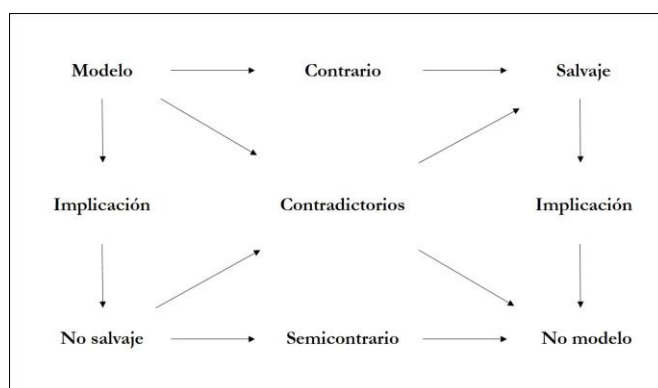 Modelo Contrario Salvaje
Implicación Contradictorios Implicación
No salvaje Semicontrario No modelo